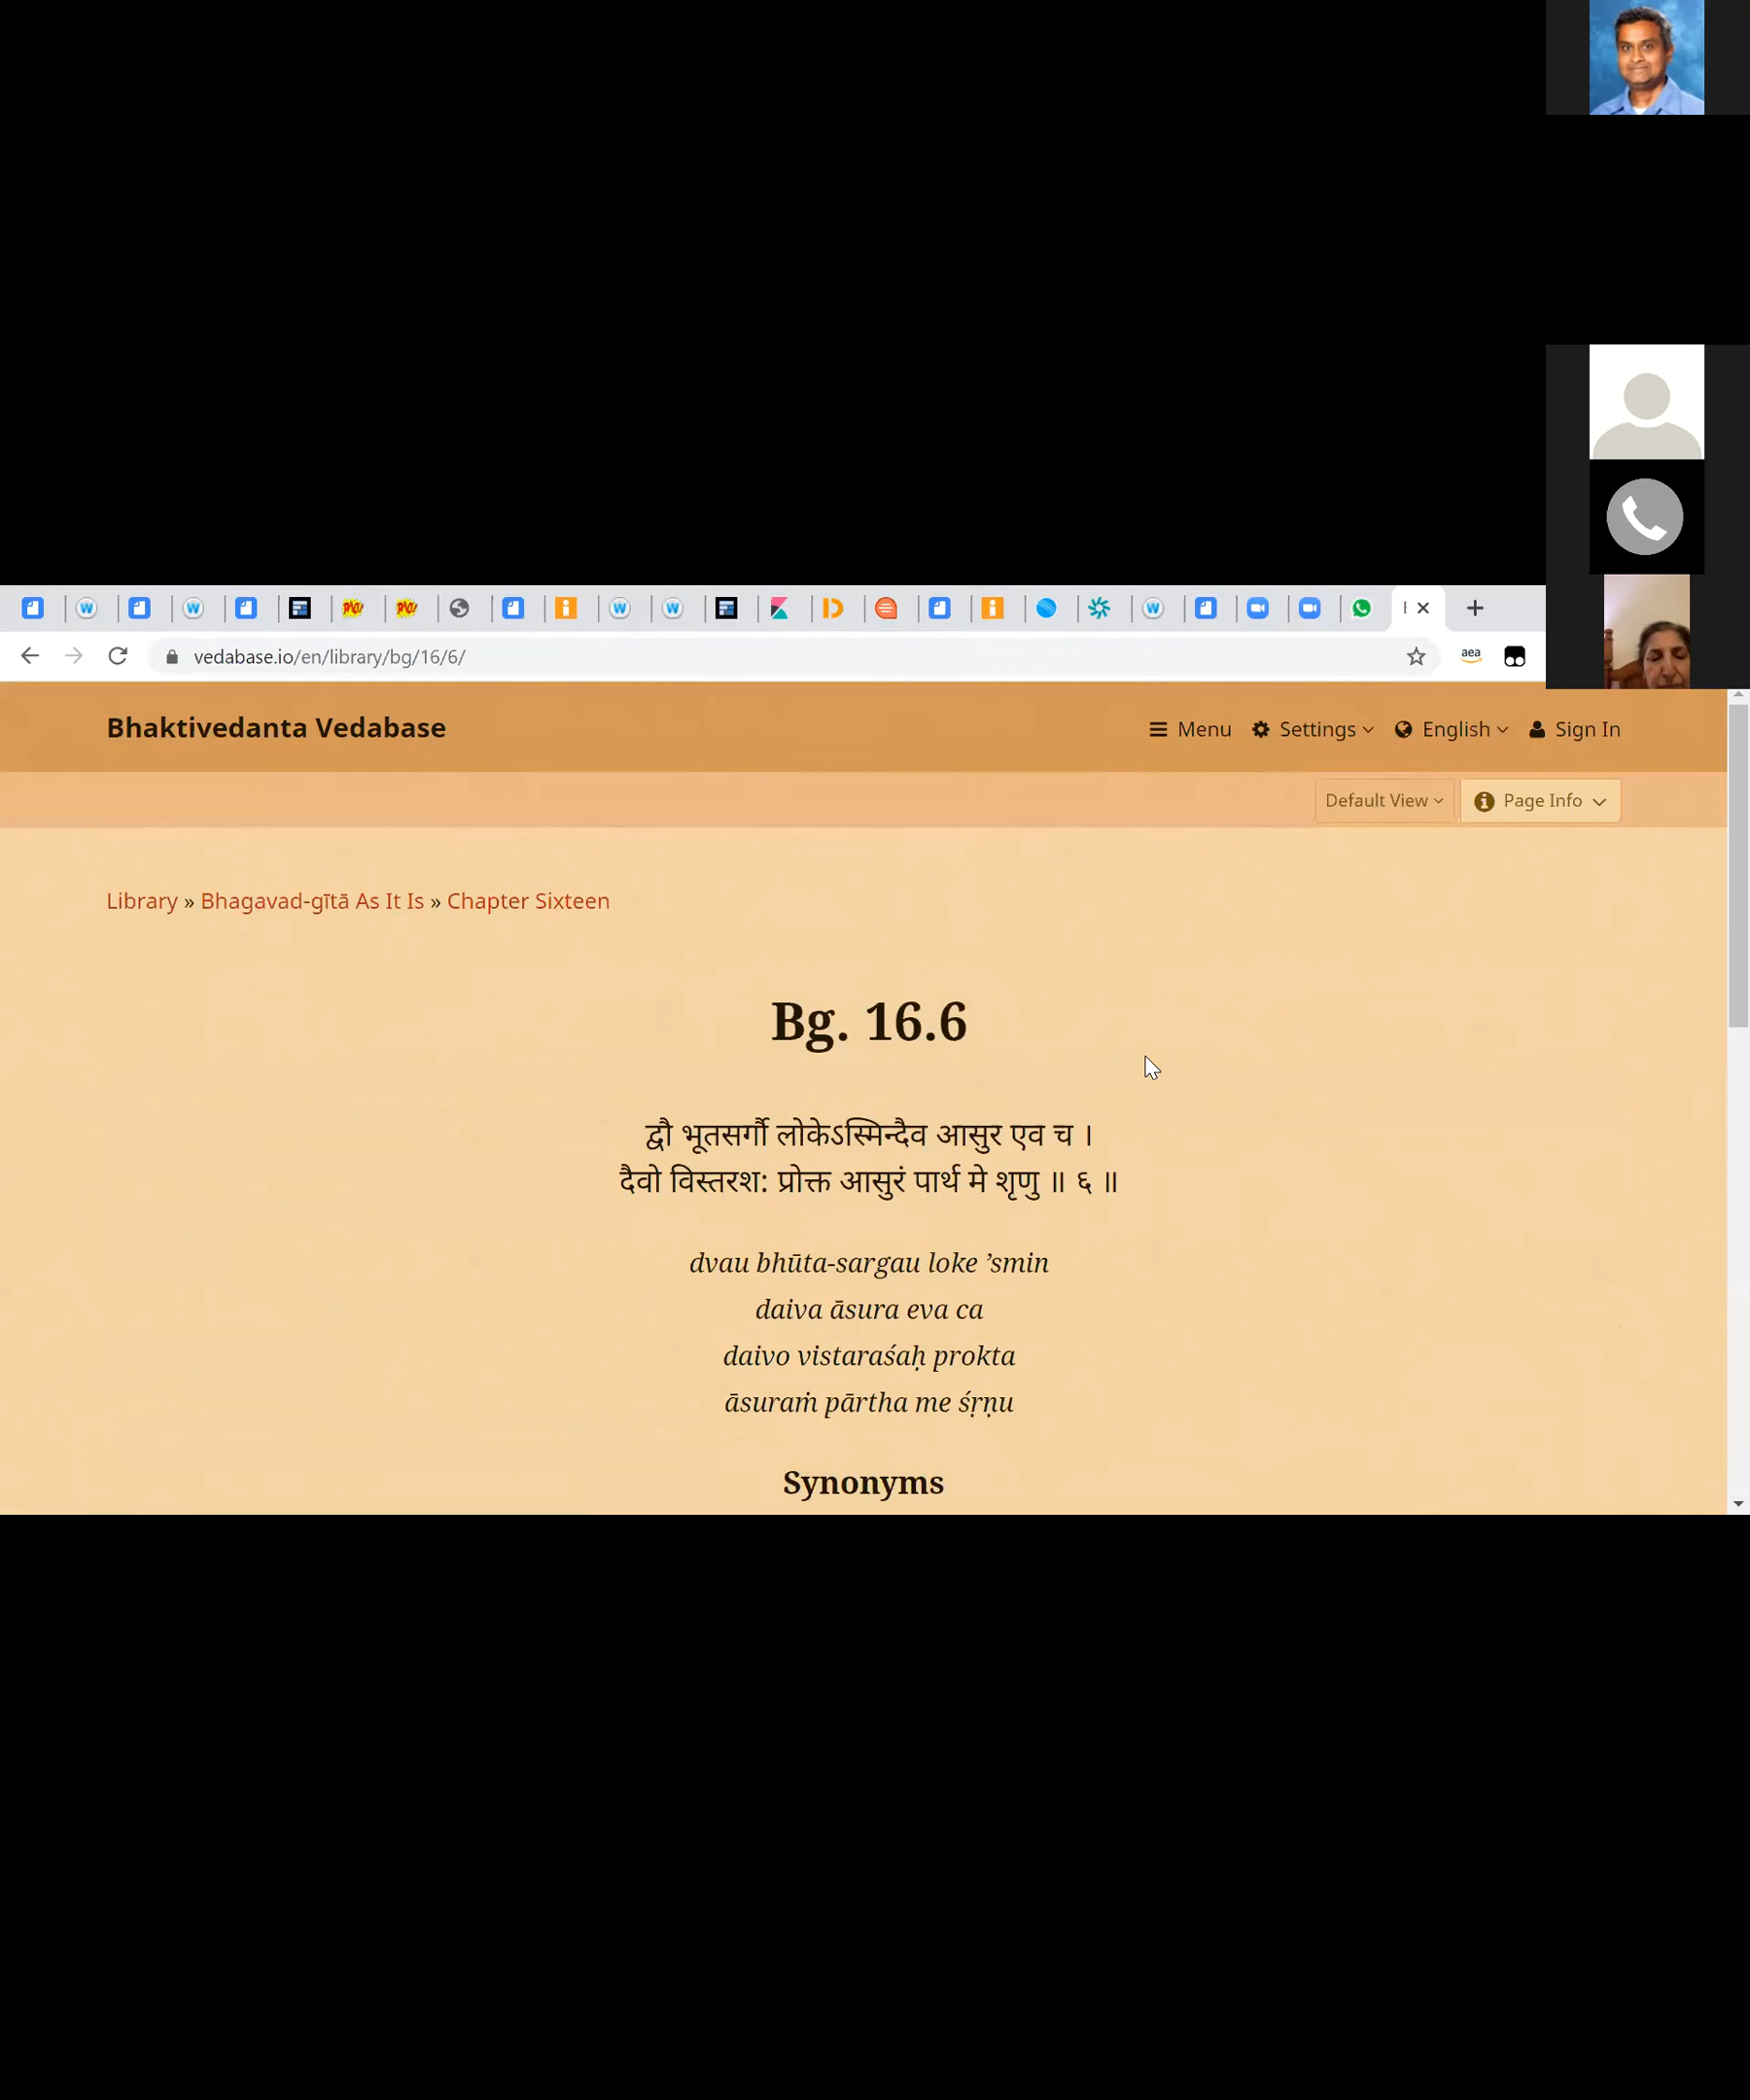 vedabase.io/en/library/bg/16/6/
aea
Bhaktivedanta Vedabase
Menu Settings English Sign In
Default View Page Info
Library » Bhagavad-gītā As It Is » Chapter Sixteen
Bg. 16.6
द्वौ भूतसर्गौ लोकेऽस्मिन्दैव आसुर एव च ।
दैवो विस्तरश: प्रोक्त आसुरं पार्थ मे श‍ृणु ॥ ६ ॥
dvau bhūta-sargau loke ’smin
daiva āsura eva ca
daivo vistaraśaḥ prokta
āsuraṁ pārtha me śṛṇu
Synonyms